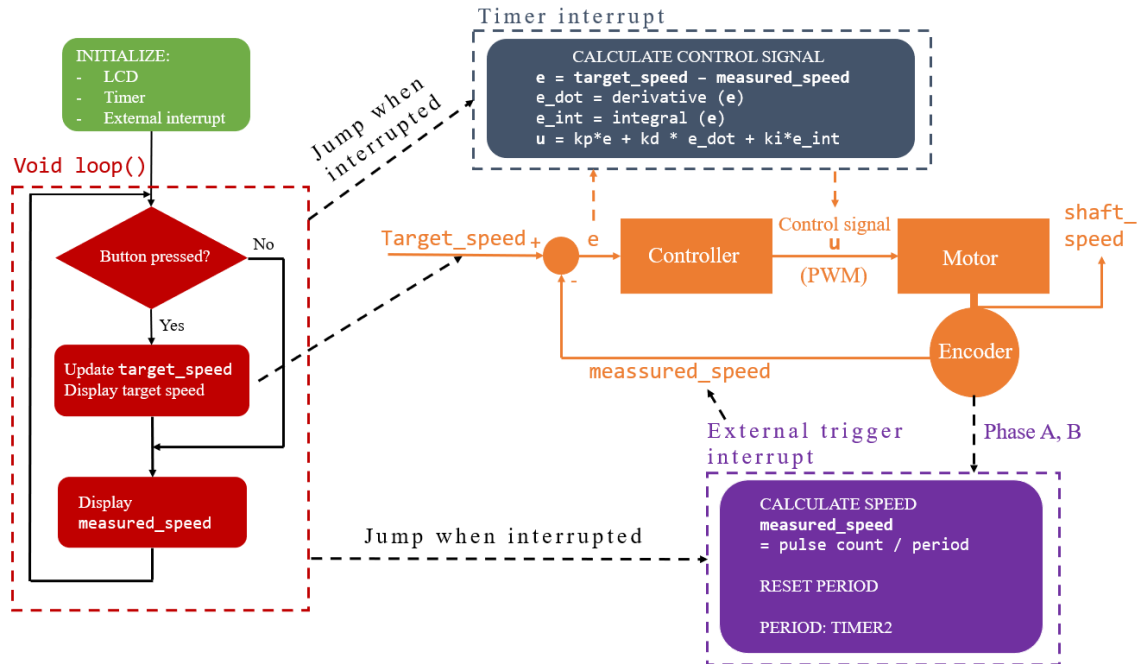 Timer interrupt
INITIALIZE:
- LCD
- Timer
- External interrupt
CALCULATE CONTROL SIGNAL
e = target_speed – measured_speed
e_dot = derivative (e)
e_int = integral (e)
u = kp*e + kd * e_dot + ki*e_int
Jump when
interrupted
Void loop()
Button pressed?
No
Yes
Update target_speed
Display target speed
Display
measured_speed
Target_speed
+
-
e
Controller
Control signal
u
(PWM)
Motor
shaft_
speed
Encoder
meassured_speed
External trigger
interrupt
Phase A, B
Jump when interrupted
CALCULATE SPEED
measured_speed
= pulse count / period
RESET PERIOD
PERIOD: TIMER2